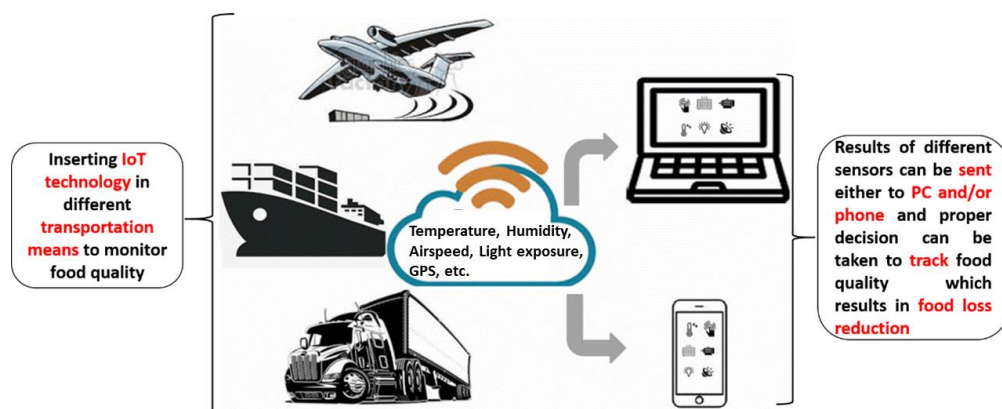 Inserting IoT
technology in
different
transportation
means to monitor
food quality
Temperature, Humidity,
Airspeed, Light exposure,
GPS, etc.
Results of different
sensors can be sent
either to PC and/or
phone and proper
decision can be
taken to track food
quality which
results in food loss
reduction